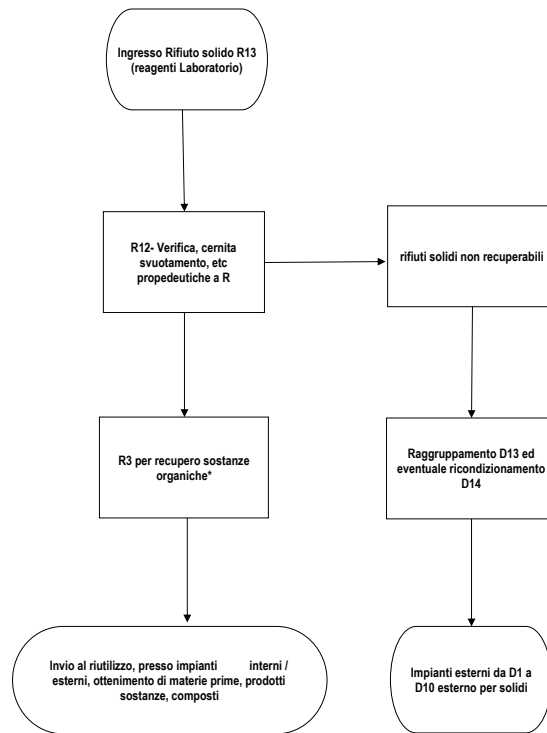 Ingresso Rifiuto solido R13
(reagenti Laboratorio)
R12- Verifica, cernita
svuotamento, etc
propedeutiche a R
rifiuti solidi non recuperabili
R3 per recupero sostanze
organiche*
Raggruppamento D13 ed
eventuale ricondizionamento
D14
Invio al riutilizzo, presso impianti interni /
esterni, ottenimento di materie prime, prodotti
sostanze, composti
Impianti esterni da D1 a
D10 esterno per solidi